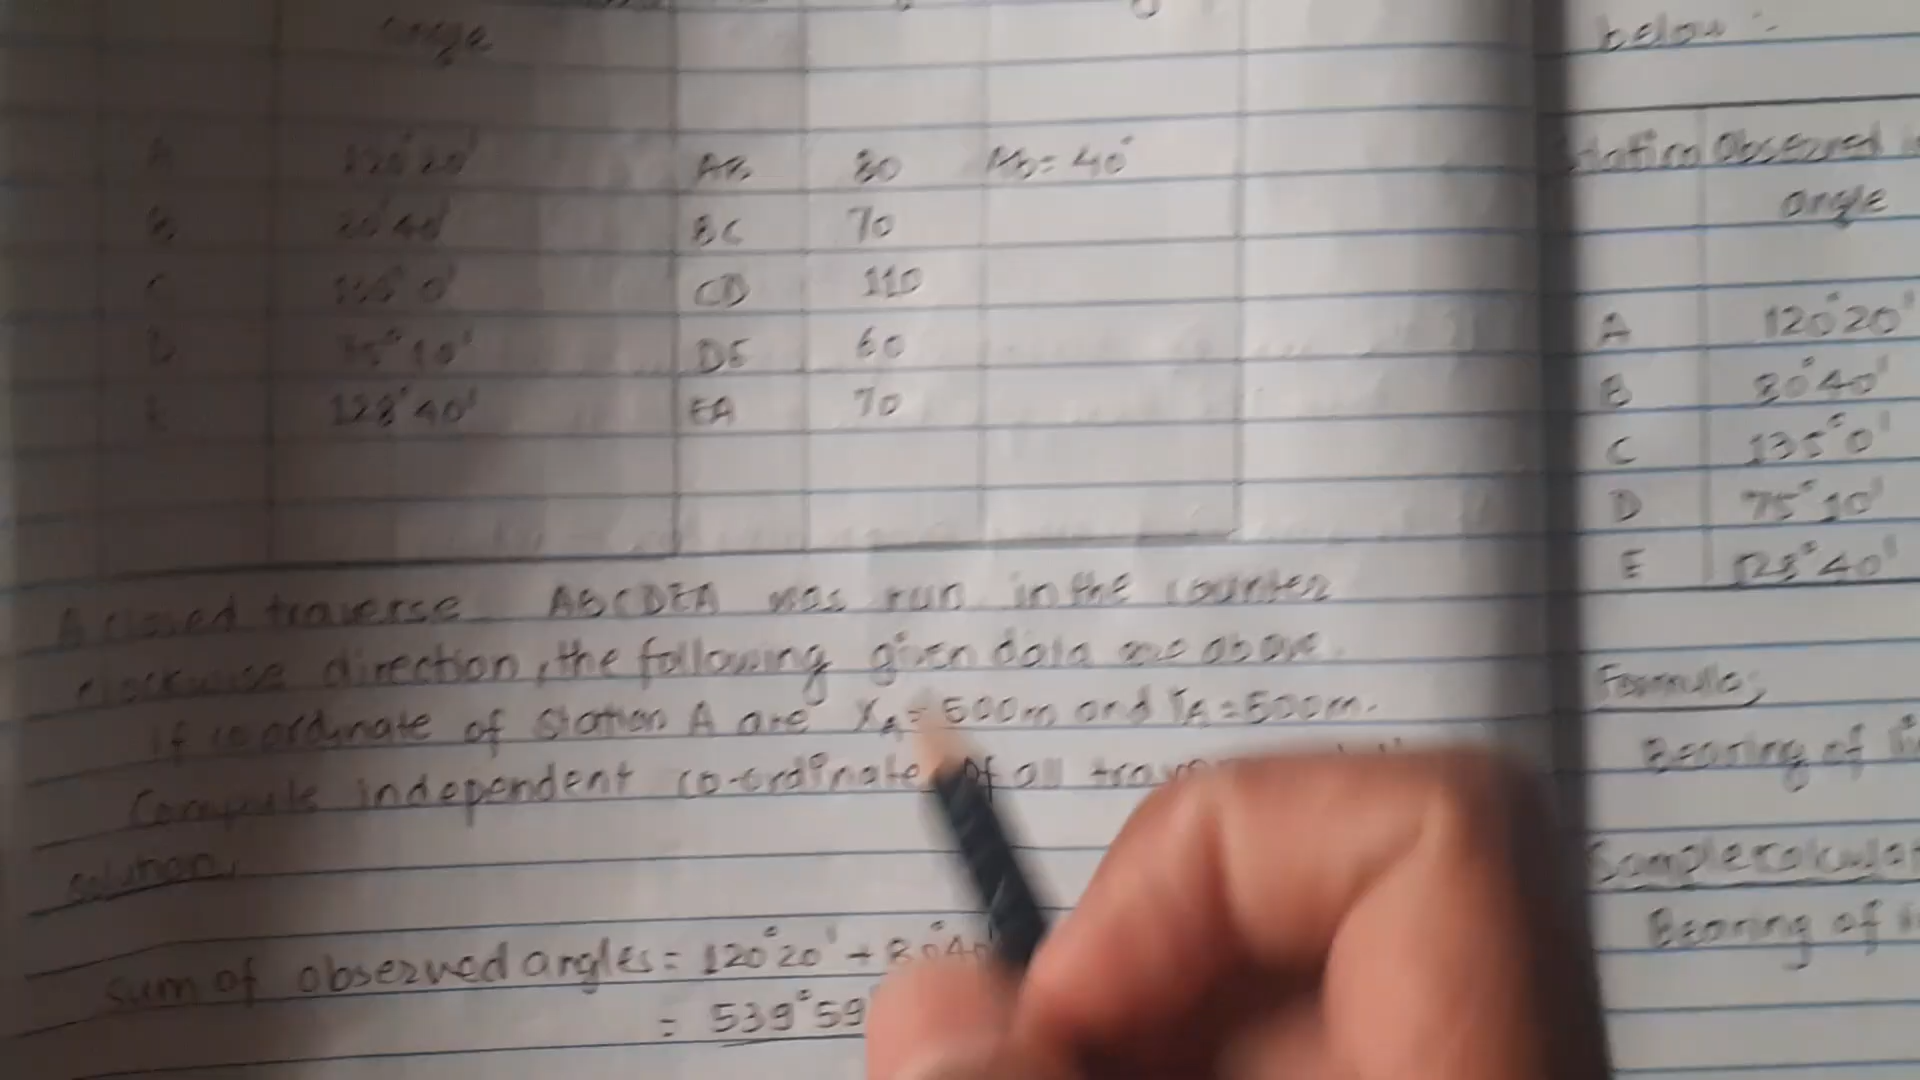 angle
A 120°20' AB 80 Ab= 40°
B 80°40' BC 70
C 135°0' CD 110
D 75°10' DE 60
E 128°40' EA 70
A closed traverse ABCDEA was run in the counter
clockwise direction, the following given data are above.
if coordinate of station A are XA=500m and YA=500m.
Compute independent co-ordinate of all
solution,
sum of observed angles= 120°20' + 80°40'
= 539°59
below :-
Station Observed
angle
A 120°20'
B 80°40'
C 135°0'
D 75°10'
E 128°40'
Formula,
Bearing of
Sample
Bearing of